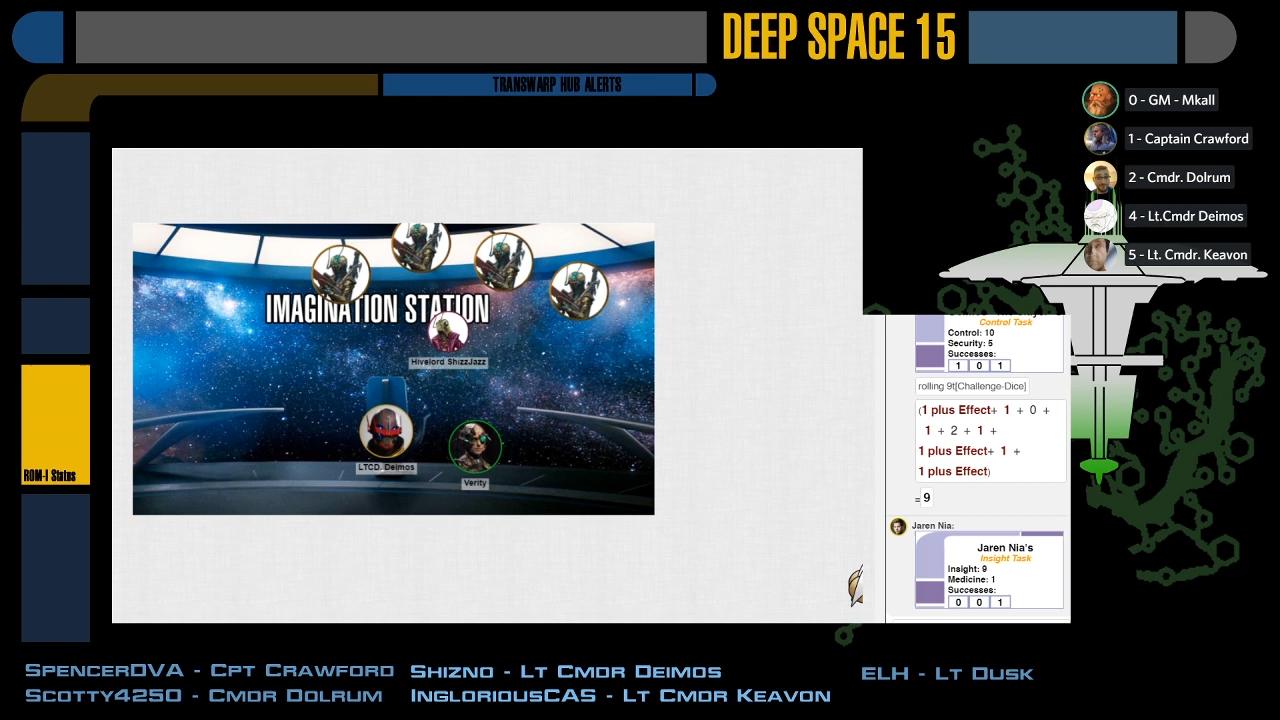 DEEP SPACE 15
TRANSWARP HUB ALERTS
0 - GM - Mkall
1 - Captain Crawford
2 - Cmdr. Dolrum
4 - Lt.Cmdr Deimos
5 - Lt. Cmdr. Keavon
IMAGINATION STATION
Hivelord ShizzJazz
LTCD. Deimos
Verity
ROM-I Status
Control Task
Control: 10
Security: 5
Successes:
1 0 1
rolling 9t[Challenge-Dice]
(1 plus Effect+ 1 + 0 +
1 + 2 + 1 +
1 plus Effect+ 1 +
1 plus Effect)
=9
Jaren Nia:
Jaren Nia's
Insight Task
Insight: 9
Medicine: 1
Successes:
0 0 1
SpencerDVA - Cpt Crawford
Shizno - Lt Cmdr Deimos
ELH - Lt Dusk
Scotty4250 - Cmdr Dolrum
IngloriousCAS - Lt Cmdr Keavon